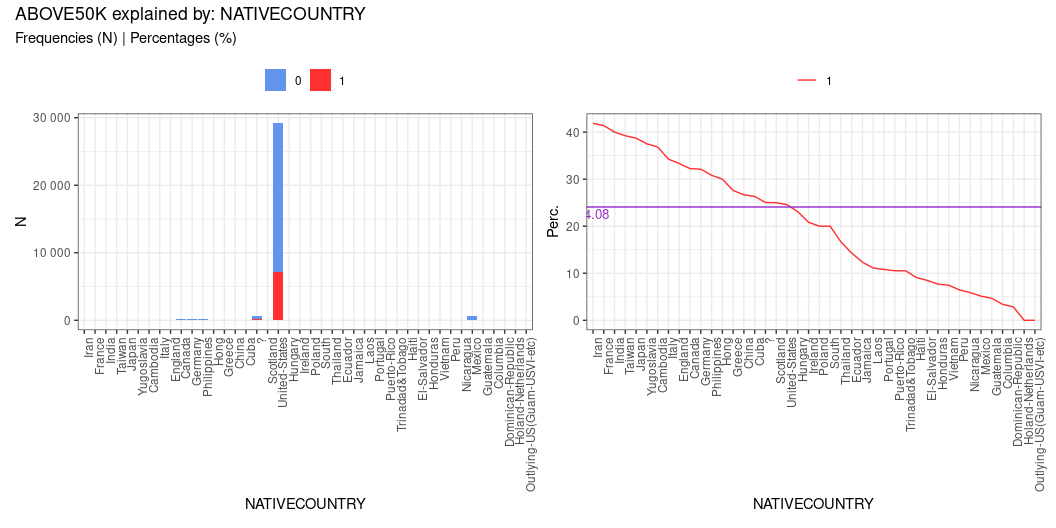 ABOVE50K explained by: NATIVECOUNTRY
Frequencies (N) | Percentages (%)
0 1
1
N
30 000
20 000
10 000
0
Iran
France
India
Taiwan
Japan
Yugoslavia
Cambodia
Italy
England
Canada
Germany
Philippines
Hong
Greece
China
Cuba
?
Scotland
United-States
Hungary
Ireland
Poland
South
Thailand
Ecuador
Jamaica
Laos
Portugal
Puerto-Rico
Trinadad&Tobago
Haiti
El-Salvador
Honduras
Vietnam
Peru
Nicaragua
Mexico
Guatemala
Columbia
Dominican-Republic
Holand-Netherlands
Outlying-US(Guam-USVI-etc)
NATIVECOUNTRY
Perc.
40
30
20
10
0
4.08
Iran
France
India
Taiwan
Japan
Yugoslavia
Cambodia
Italy
England
Canada
Germany
Philippines
Hong
Greece
China
Cuba
?
Scotland
United-States
Hungary
Ireland
Poland
South
Thailand
Ecuador
Jamaica
Laos
Portugal
Puerto-Rico
Trinadad&Tobago
Haiti
El-Salvador
Honduras
Vietnam
Peru
Nicaragua
Mexico
Guatemala
Columbia
Dominican-Republic
Holand-Netherlands
Outlying-US(Guam-USVI-etc)
NATIVECOUNTRY